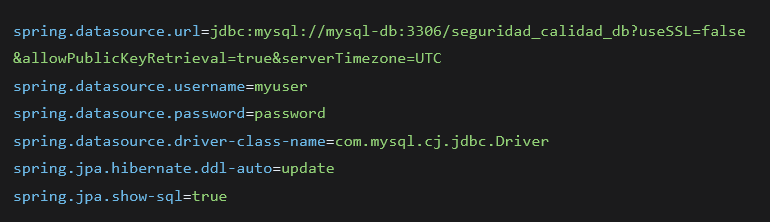 spring.datasource.url=jdbc:mysql://mysql-db:3306/seguridad_calidad_db?useSSL=false
&allowPublicKeyRetrieval=true&serverTimezone=UTC
spring.datasource.username=myuser
spring.datasource.password=password
spring.datasource.driver-class-name=com.mysql.cj.jdbc.Driver
spring.jpa.hibernate.ddl-auto=update
spring.jpa.show-sql=true